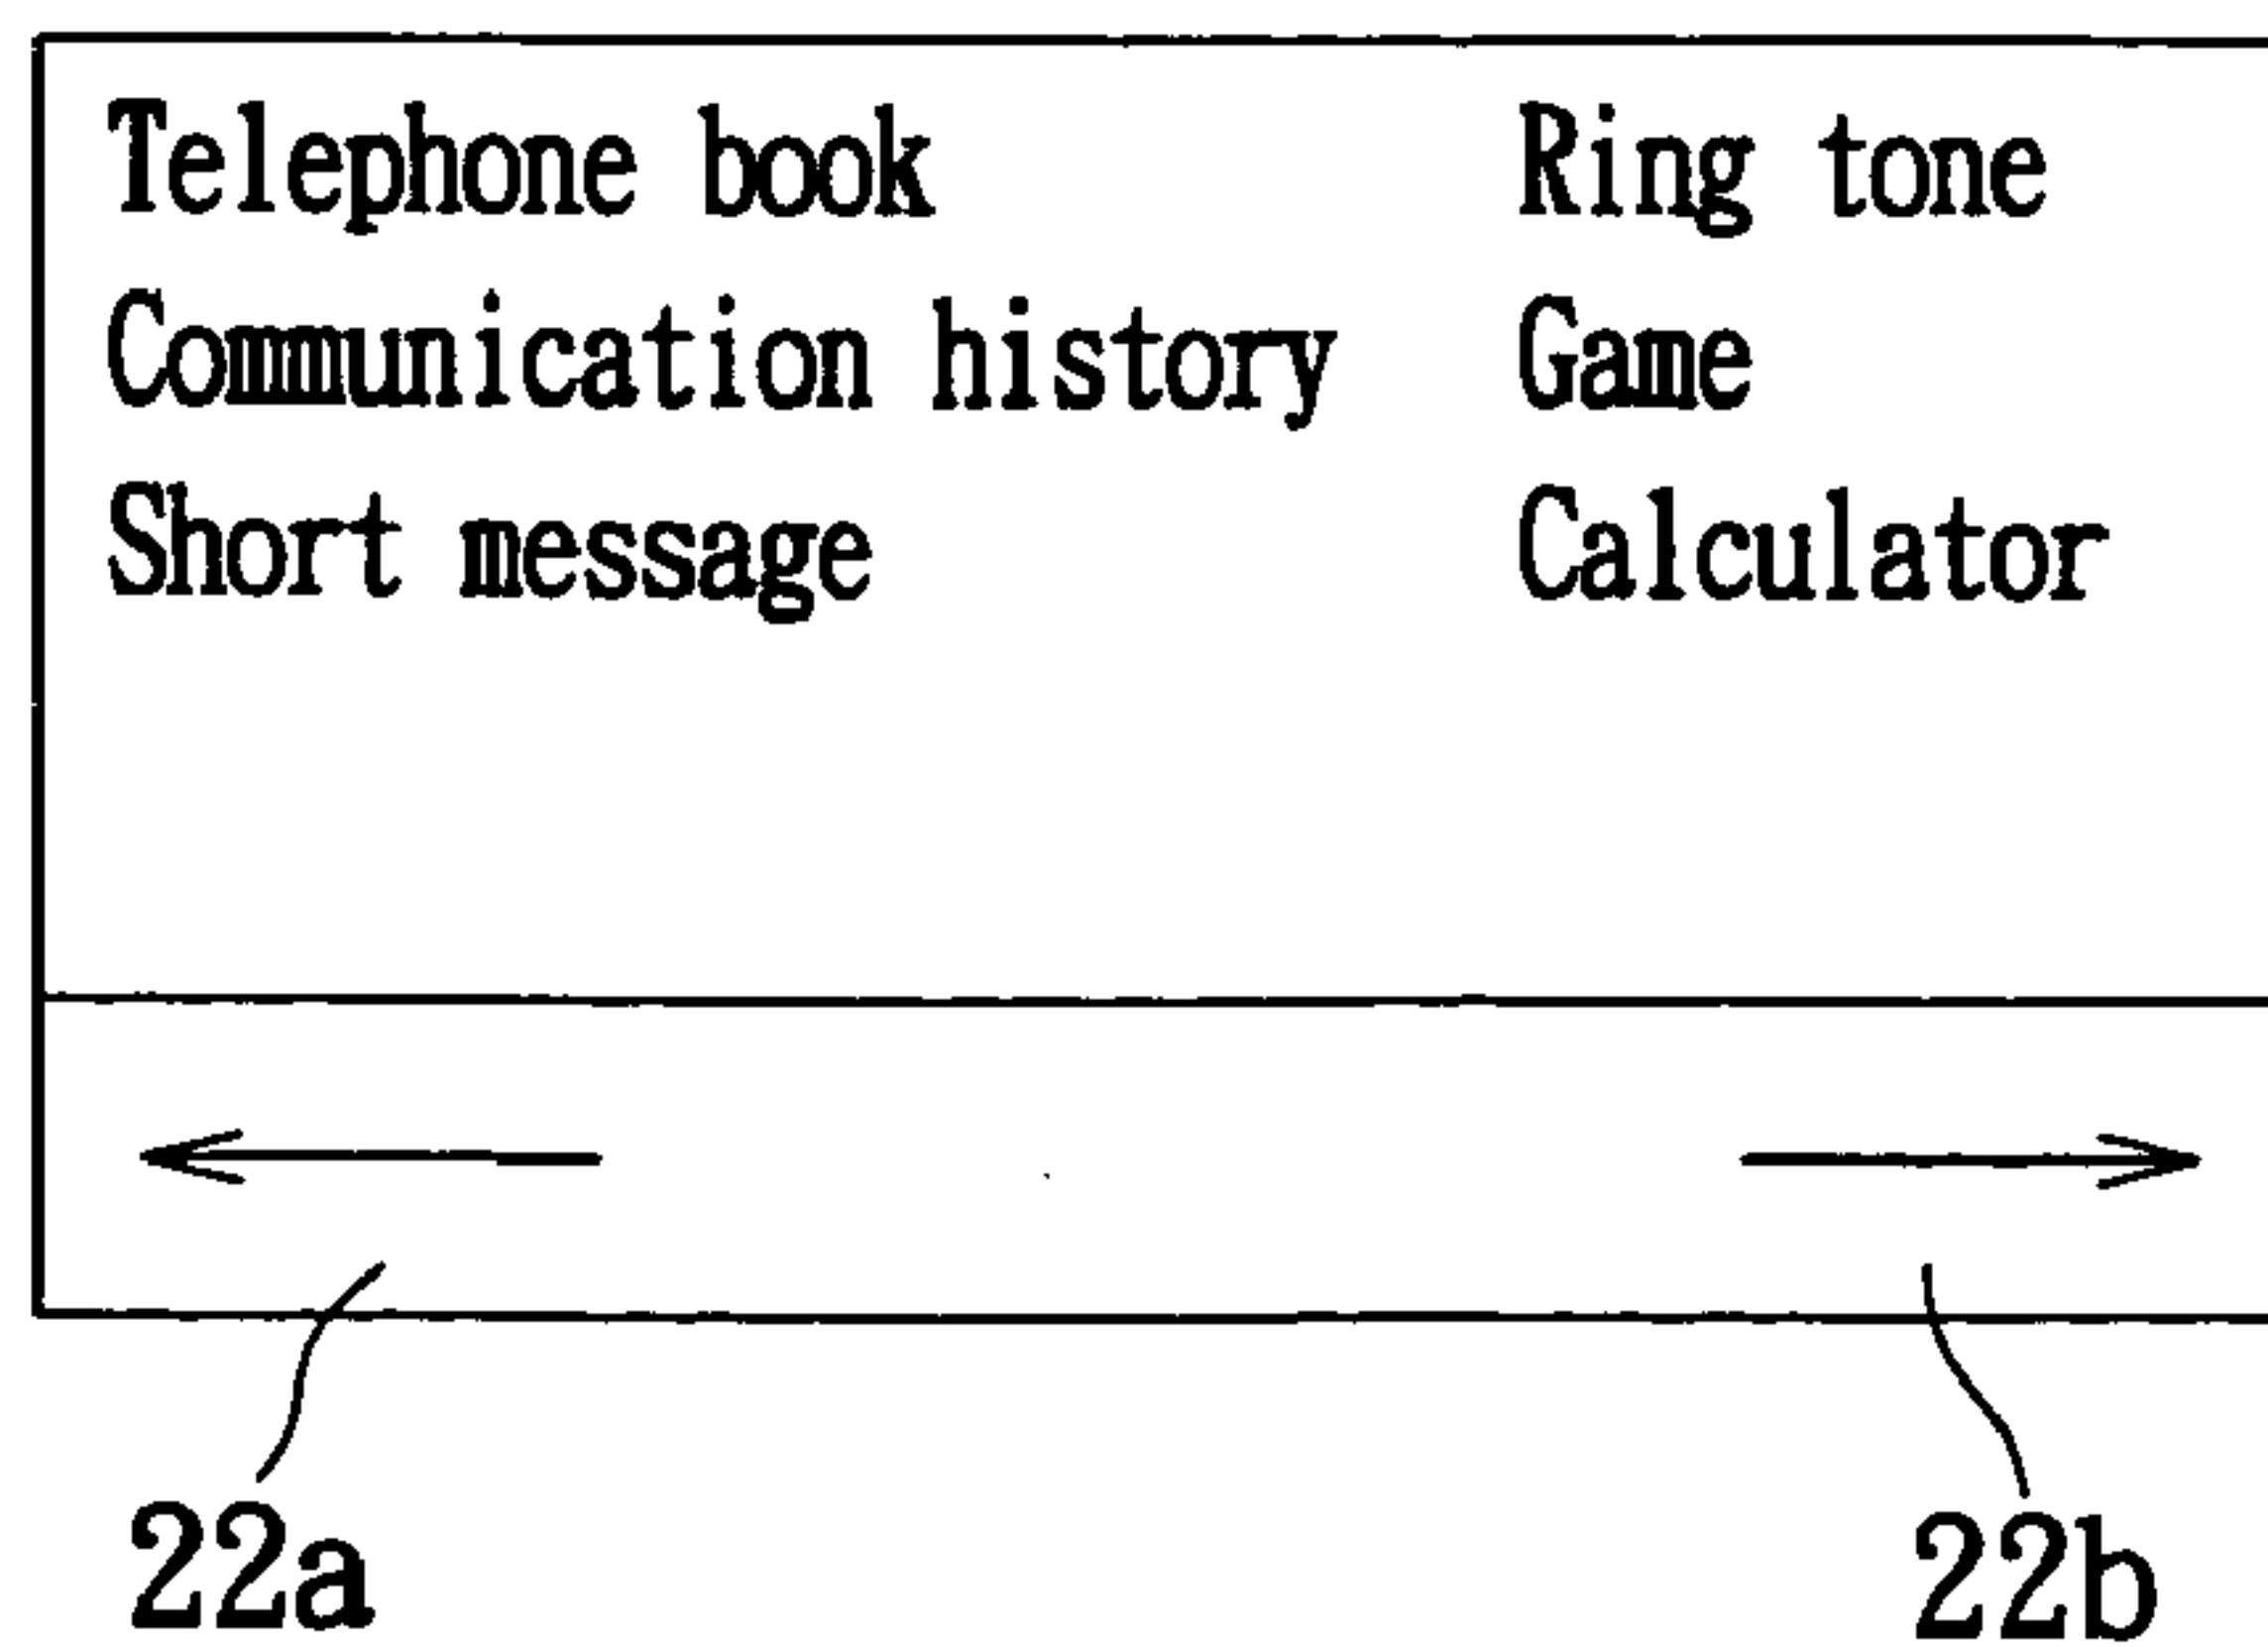 Telephone book Ring tone
Communication history Game
Short message Calculator
22a 22b